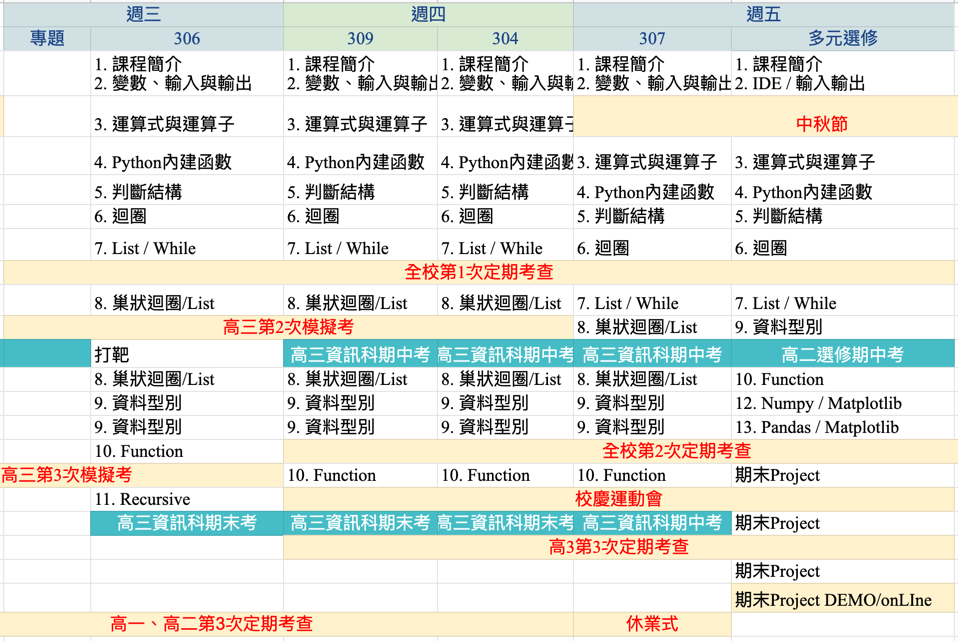 週三 週四 週五
專題 306 309 304 307 多元選修
1. 課程簡介 1. 課程簡介 1. 課程簡介 1. 課程簡介 1. 課程簡介
2. 變數、輸入與輸出 2. 變數、輸入與輸出 2. 變數、輸入與輸出 2. 變數、輸入與輸出 2. IDE / 輸入與輸出
3. 運算式與運算子 3. 運算式與運算子 3. 運算式與運算子 中秋節
4. Python內建函數 4. Python內建函數 4. Python內建函數 3. 運算式與運算子 3. 運算式與運算子
5. 判斷結構 5. 判斷結構 5. 判斷結構 4. Python內建函數 4. Python內建函數
6. 迴圈 6. 迴圈 6. 迴圈 5. 判斷結構 5. 判斷結構
7. List / While 7. List / While 7. List / While 6. 迴圈 6. 迴圈
全校第1次定期考查
8. 巢狀迴圈/List 8. 巢狀迴圈/List 8. 巢狀迴圈/List 7. List / While 7. List / While
高三第2次模擬考 8. 巢狀迴圈/List 9. 資料型別
打靶 高三資訊科期中考 高三資訊科期中考 高三資訊科期中考 高二選修期中考
8. 巢狀迴圈/List 8. 巢狀迴圈/List 8. 巢狀迴圈/List 8. 巢狀迴圈/List 10. Function
9. 資料型別 9. 資料型別 9. 資料型別 9. 資料型別 12. Numpy / Matplotlib
9. 資料型別 9. 資料型別 9. 資料型別 9. 資料型別 13. Pandas / Matplotlib
10. Function 全校第2次定期考查
高三第3次模擬考 10. Function 10. Function 10. Function 期末Project
11. Recursive 校慶運動會
高三資訊科期末考 高三資訊科期末考 高三資訊科期末考 高三資訊科期中考 期末Project
高3第3次定期考查
期末Project
期末Project DEMO/onLIne
高一、高二第3次定期考查 休業式